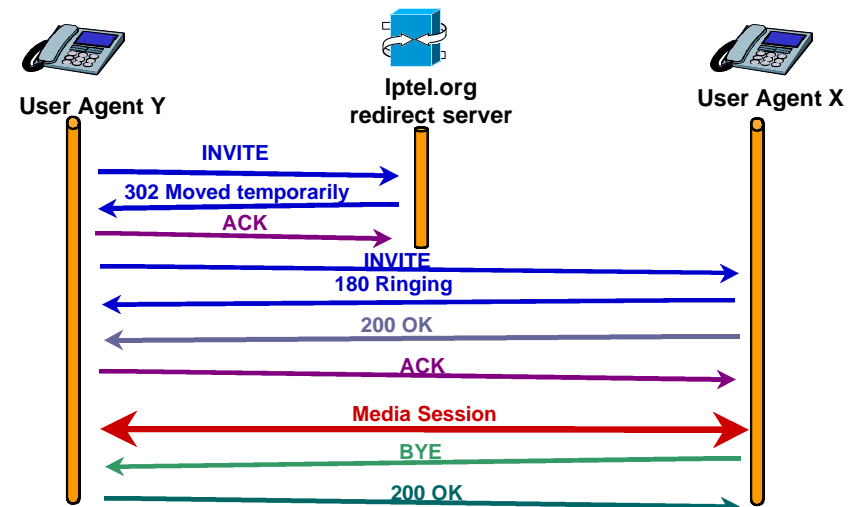 User Agent Y
Iptel.org
redirect server
User Agent X
INVITE
302 Moved temporarily
ACK
INVITE
180 Ringing
200 OK
ACK
Media Session
BYE
200 OK